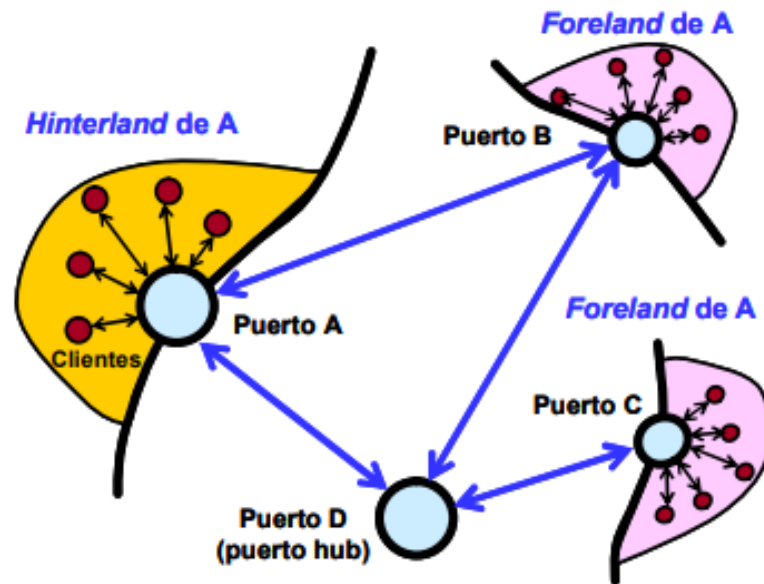 Foreland de A
Hinterland de A
Puerto B
Puerto A
Clientes
Foreland de A
Puerto C
Puerto D
(puerto hub)